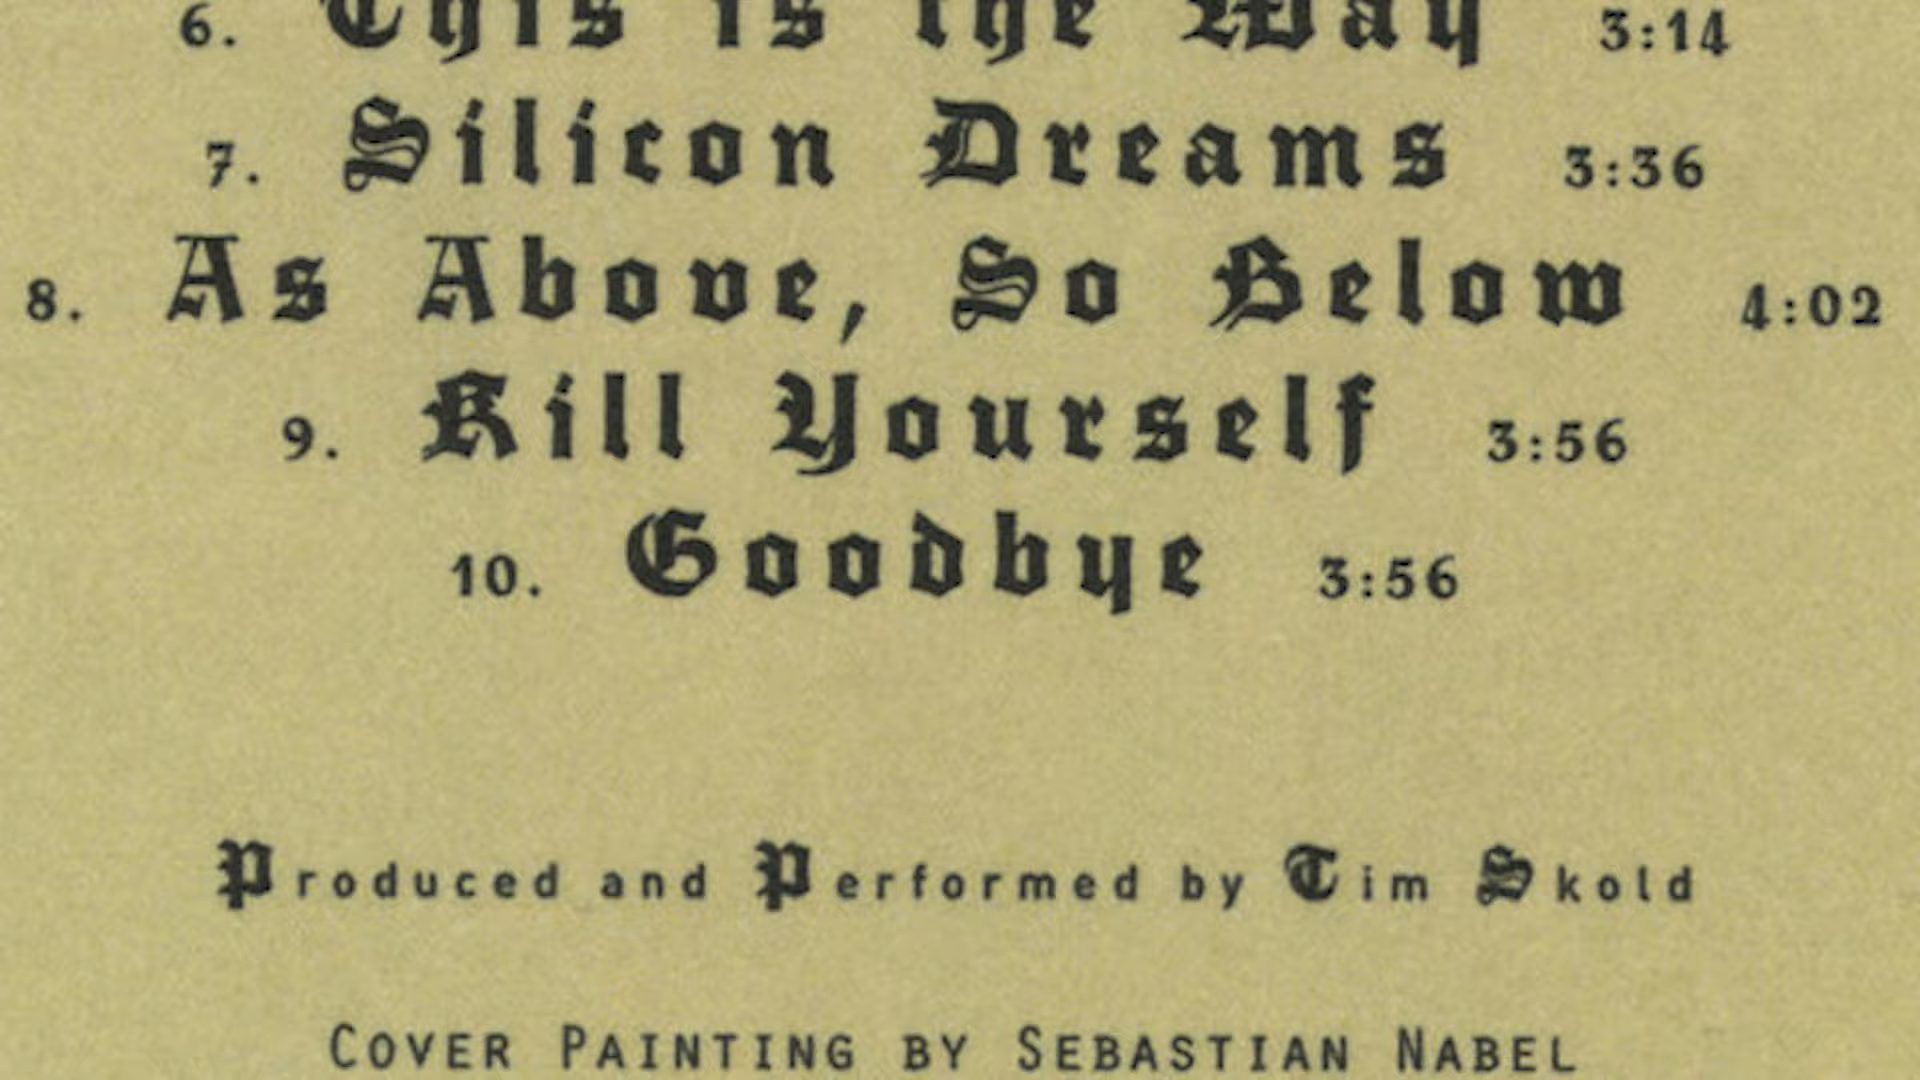 6. This is the Way 3:14
7. Silicon Dreams 3:36
8. As Above, So Below 4:02
9. Kill Yourself 3:56
10. Goodbye 3:56
Produced and Performed by Tim Skold
COVER PAINTING BY SEBASTIAN NABEL